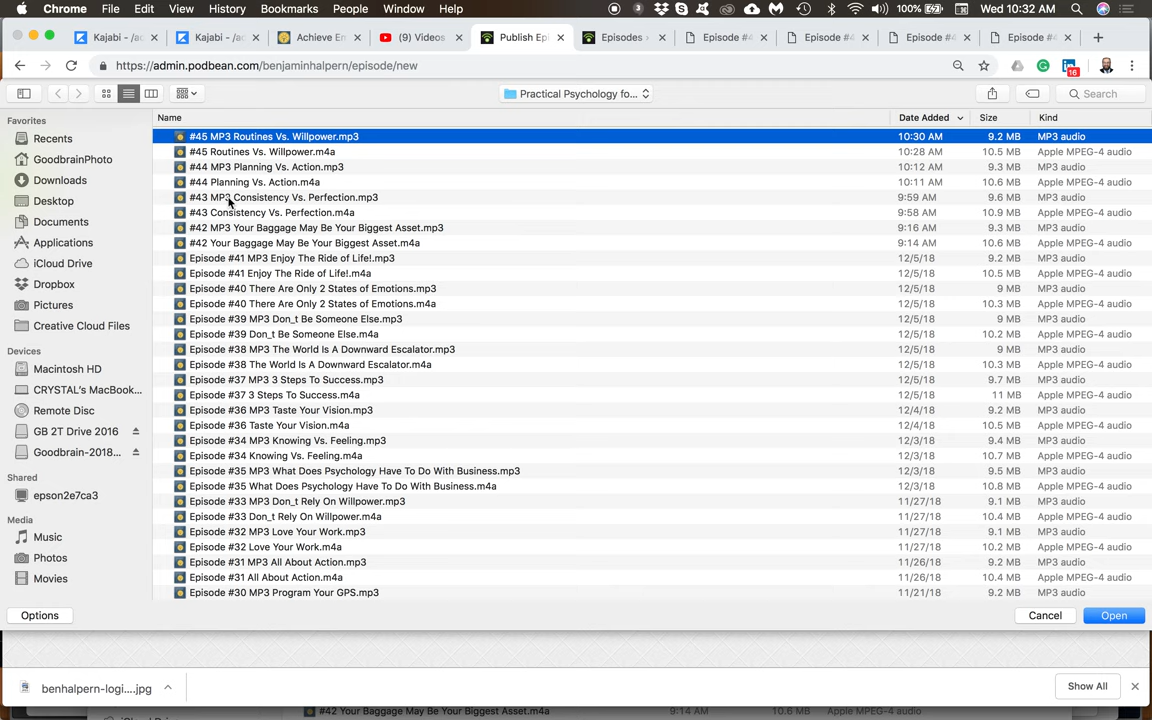 Chrome File Edit View History Bookmarks People Window Help 100% Wed Nov... 10:32 AM
Kajabi - /ac × Kajabi - /ac × Achieve Em × (9) Videos × Publish Epi × Episodes › × Episode #4 × Episode #4 × Episode #4 × Episode #4 × +
https://admin.podbean.com/benjaminhalpern/episode/new
16
Practical Psychology fo...
Search
Favorites
Recents
GoodbrainPhoto
Downloads
Desktop
Documents
Applications
iCloud Drive
Dropbox
Pictures
Creative Cloud Files
Devices
Macintosh HD
CRYSTAL's MacBook...
Remote Disc
GB 2T Drive 2016
Goodbrain-2018...
Shared
epson2e7ca3
Media
Music
Photos
Movies
Name Date Added Size Kind
#45 MP3 Routines Vs. Willpower.mp3 10:30 AM 9.2 MB MP3 audio
#45 Routines Vs. Willpower.m4a 10:28 AM 10.5 MB Apple MPEG-4 audio
#44 MP3 Planning Vs. Action.mp3 10:12 AM 9.3 MB MP3 audio
#44 Planning Vs. Action.m4a 10:11 AM 10.6 MB Apple MPEG-4 audio
#43 MP3 Consistency Vs. Perfection.mp3 9:59 AM 9.6 MB MP3 audio
#43 Consistency Vs. Perfection.m4a 9:58 AM 10.9 MB Apple MPEG-4 audio
#42 MP3 Your Baggage May Be Your Biggest Asset.mp3 9:16 AM 9.3 MB MP3 audio
#42 Your Baggage May Be Your Biggest Asset.m4a 9:14 AM 10.6 MB Apple MPEG-4 audio
Episode #41 MP3 Enjoy The Ride of Life!.mp3 12/5/18 9.2 MB MP3 audio
Episode #41 Enjoy The Ride of Life!.m4a 12/5/18 10.5 MB Apple MPEG-4 audio
Episode #40 There Are Only 2 States of Emotions.mp3 12/5/18 9 MB MP3 audio
Episode #40 There Are Only 2 States of Emotions.m4a 12/5/18 10.3 MB Apple MPEG-4 audio
Episode #39 MP3 Don_t Be Someone Else.mp3 12/5/18 9 MB MP3 audio
Episode #39 Don_t Be Someone Else.m4a 12/5/18 10.2 MB Apple MPEG-4 audio
Episode #38 MP3 The World Is A Downward Escalator.mp3 12/5/18 9 MB MP3 audio
Episode #38 The World Is A Downward Escalator.m4a 12/5/18 10.3 MB Apple MPEG-4 audio
Episode #37 MP3 3 Steps To Success.mp3 12/5/18 9.7 MB MP3 audio
Episode #37 3 Steps To Success.m4a 12/5/18 11 MB Apple MPEG-4 audio
Episode #36 MP3 Taste Your Vision.mp3 12/4/18 9.2 MB MP3 audio
Episode #36 Taste Your Vision.m4a 12/4/18 10.5 MB Apple MPEG-4 audio
Episode #34 MP3 Knowing Vs. Feeling.mp3 12/3/18 9.4 MB MP3 audio
Episode #34 Knowing Vs. Feeling.m4a 12/3/18 10.7 MB Apple MPEG-4 audio
Episode #35 MP3 What Does Psychology Have To Do With Business.mp3 12/3/18 9.5 MB MP3 audio
Episode #35 What Does Psychology Have To Do With Business.m4a 12/3/18 10.8 MB Apple MPEG-4 audio
Episode #33 MP3 Don_t Rely On Willpower.mp3 11/27/18 9.1 MB MP3 audio
Episode #33 Don_t Rely On Willpower.m4a 11/27/18 10.4 MB Apple MPEG-4 audio
Episode #32 MP3 Love Your Work.mp3 11/27/18 9.1 MB MP3 audio
Episode #32 Love Your Work.m4a 11/27/18 10.2 MB Apple MPEG-4 audio
Episode #31 MP3 All About Action.mp3 11/26/18 9.2 MB MP3 audio
Episode #31 All About Action.m4a 11/26/18 10.4 MB Apple MPEG-4 audio
Episode #30 MP3 Program Your GPS.mp3 11/21/18 9.2 MB MP3 audio
Options Cancel Open
benhalpern-logi....jpg Show All
#42 Your Baggage May Be Your Biggest Asset.m4a 9:14 AM 10.6 MB Apple MPEG-4 audio